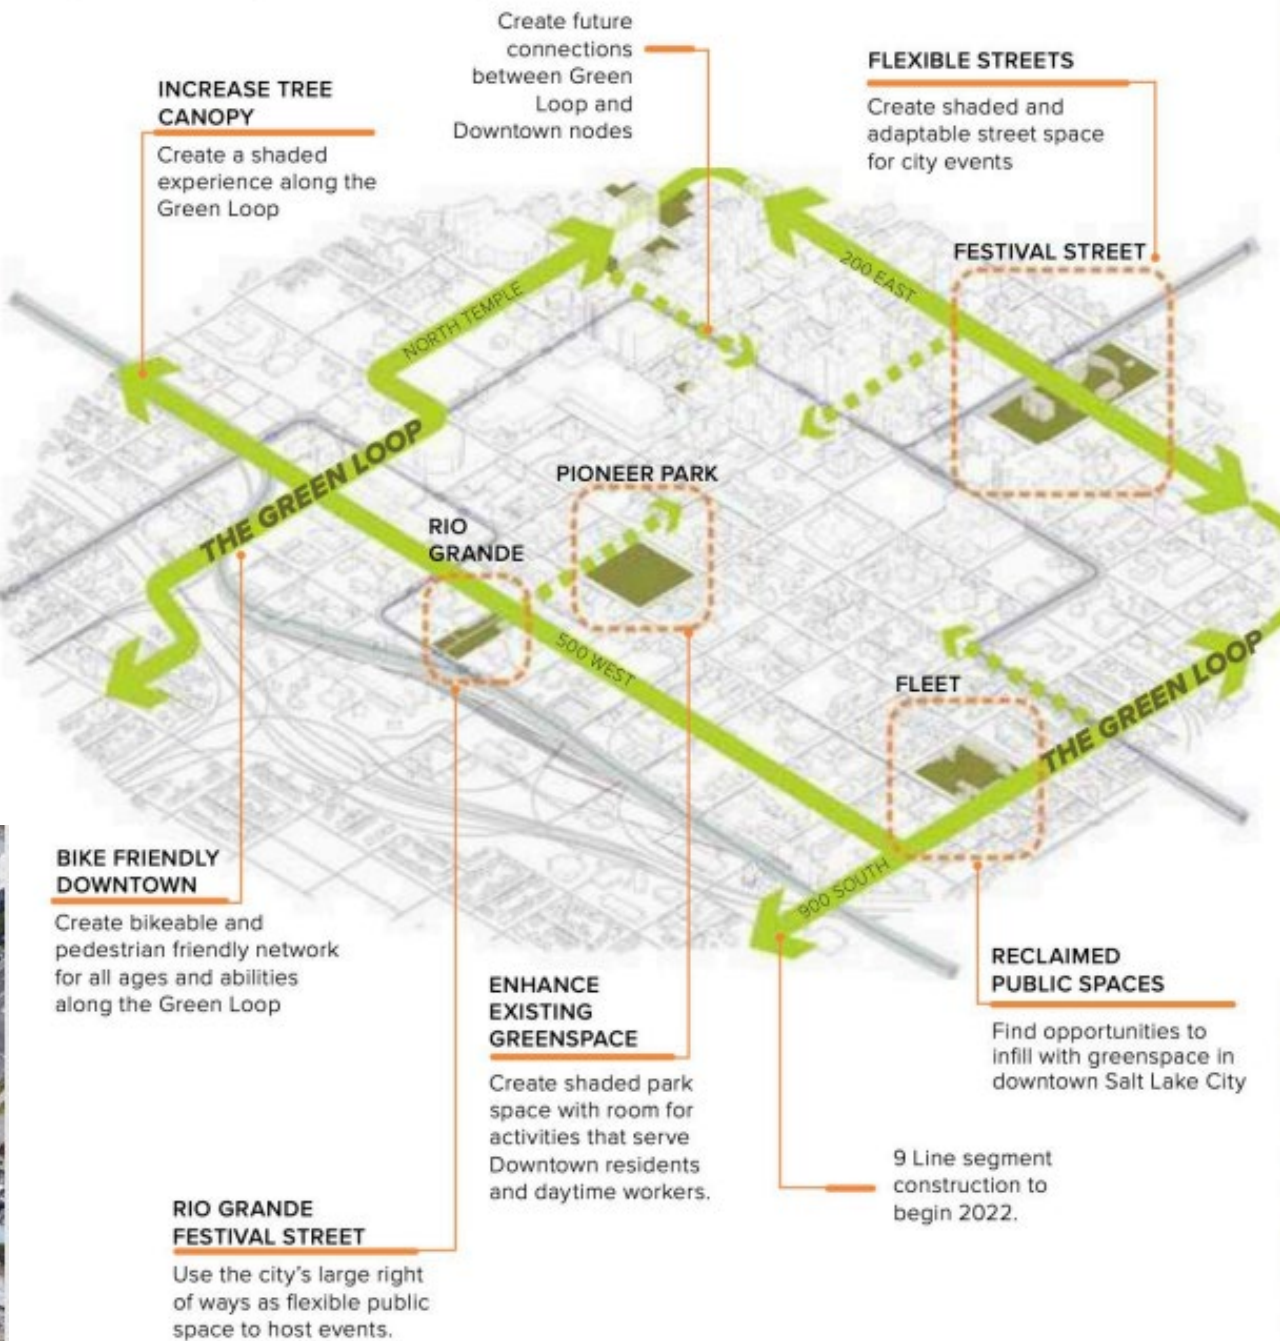 Create future
connections
between Green
Loop and
Downtown nodes
FLEXIBLE STREETS
Create shaded and
adaptable street space
for city events
INCREASE TREE
CANOPY
Create a shaded
experience along the
Green Loop
FESTIVAL STREET
200 EAST
NORTH TEMPLE
THE GREEN LOOP
PIONEER PARK
RIO
GRANDE
500 WEST
FLEET
THE GREEN LOOP
900 SOUTH
BIKE FRIENDLY
DOWNTOWN
Create bikeable and
pedestrian friendly network
for all ages and abilities
along the Green Loop
ENHANCE
EXISTING
GREENSPACE
Create shaded park
space with room for
activities that serve
Downtown residents
and daytime workers.
RECLAIMED
PUBLIC SPACES
Find opportunities to
infill with greenspace in
downtown Salt Lake City
9 Line segment
construction to
begin 2022.
RIO GRANDE
FESTIVAL STREET
Use the city's large right
of ways as flexible public
space to host events.